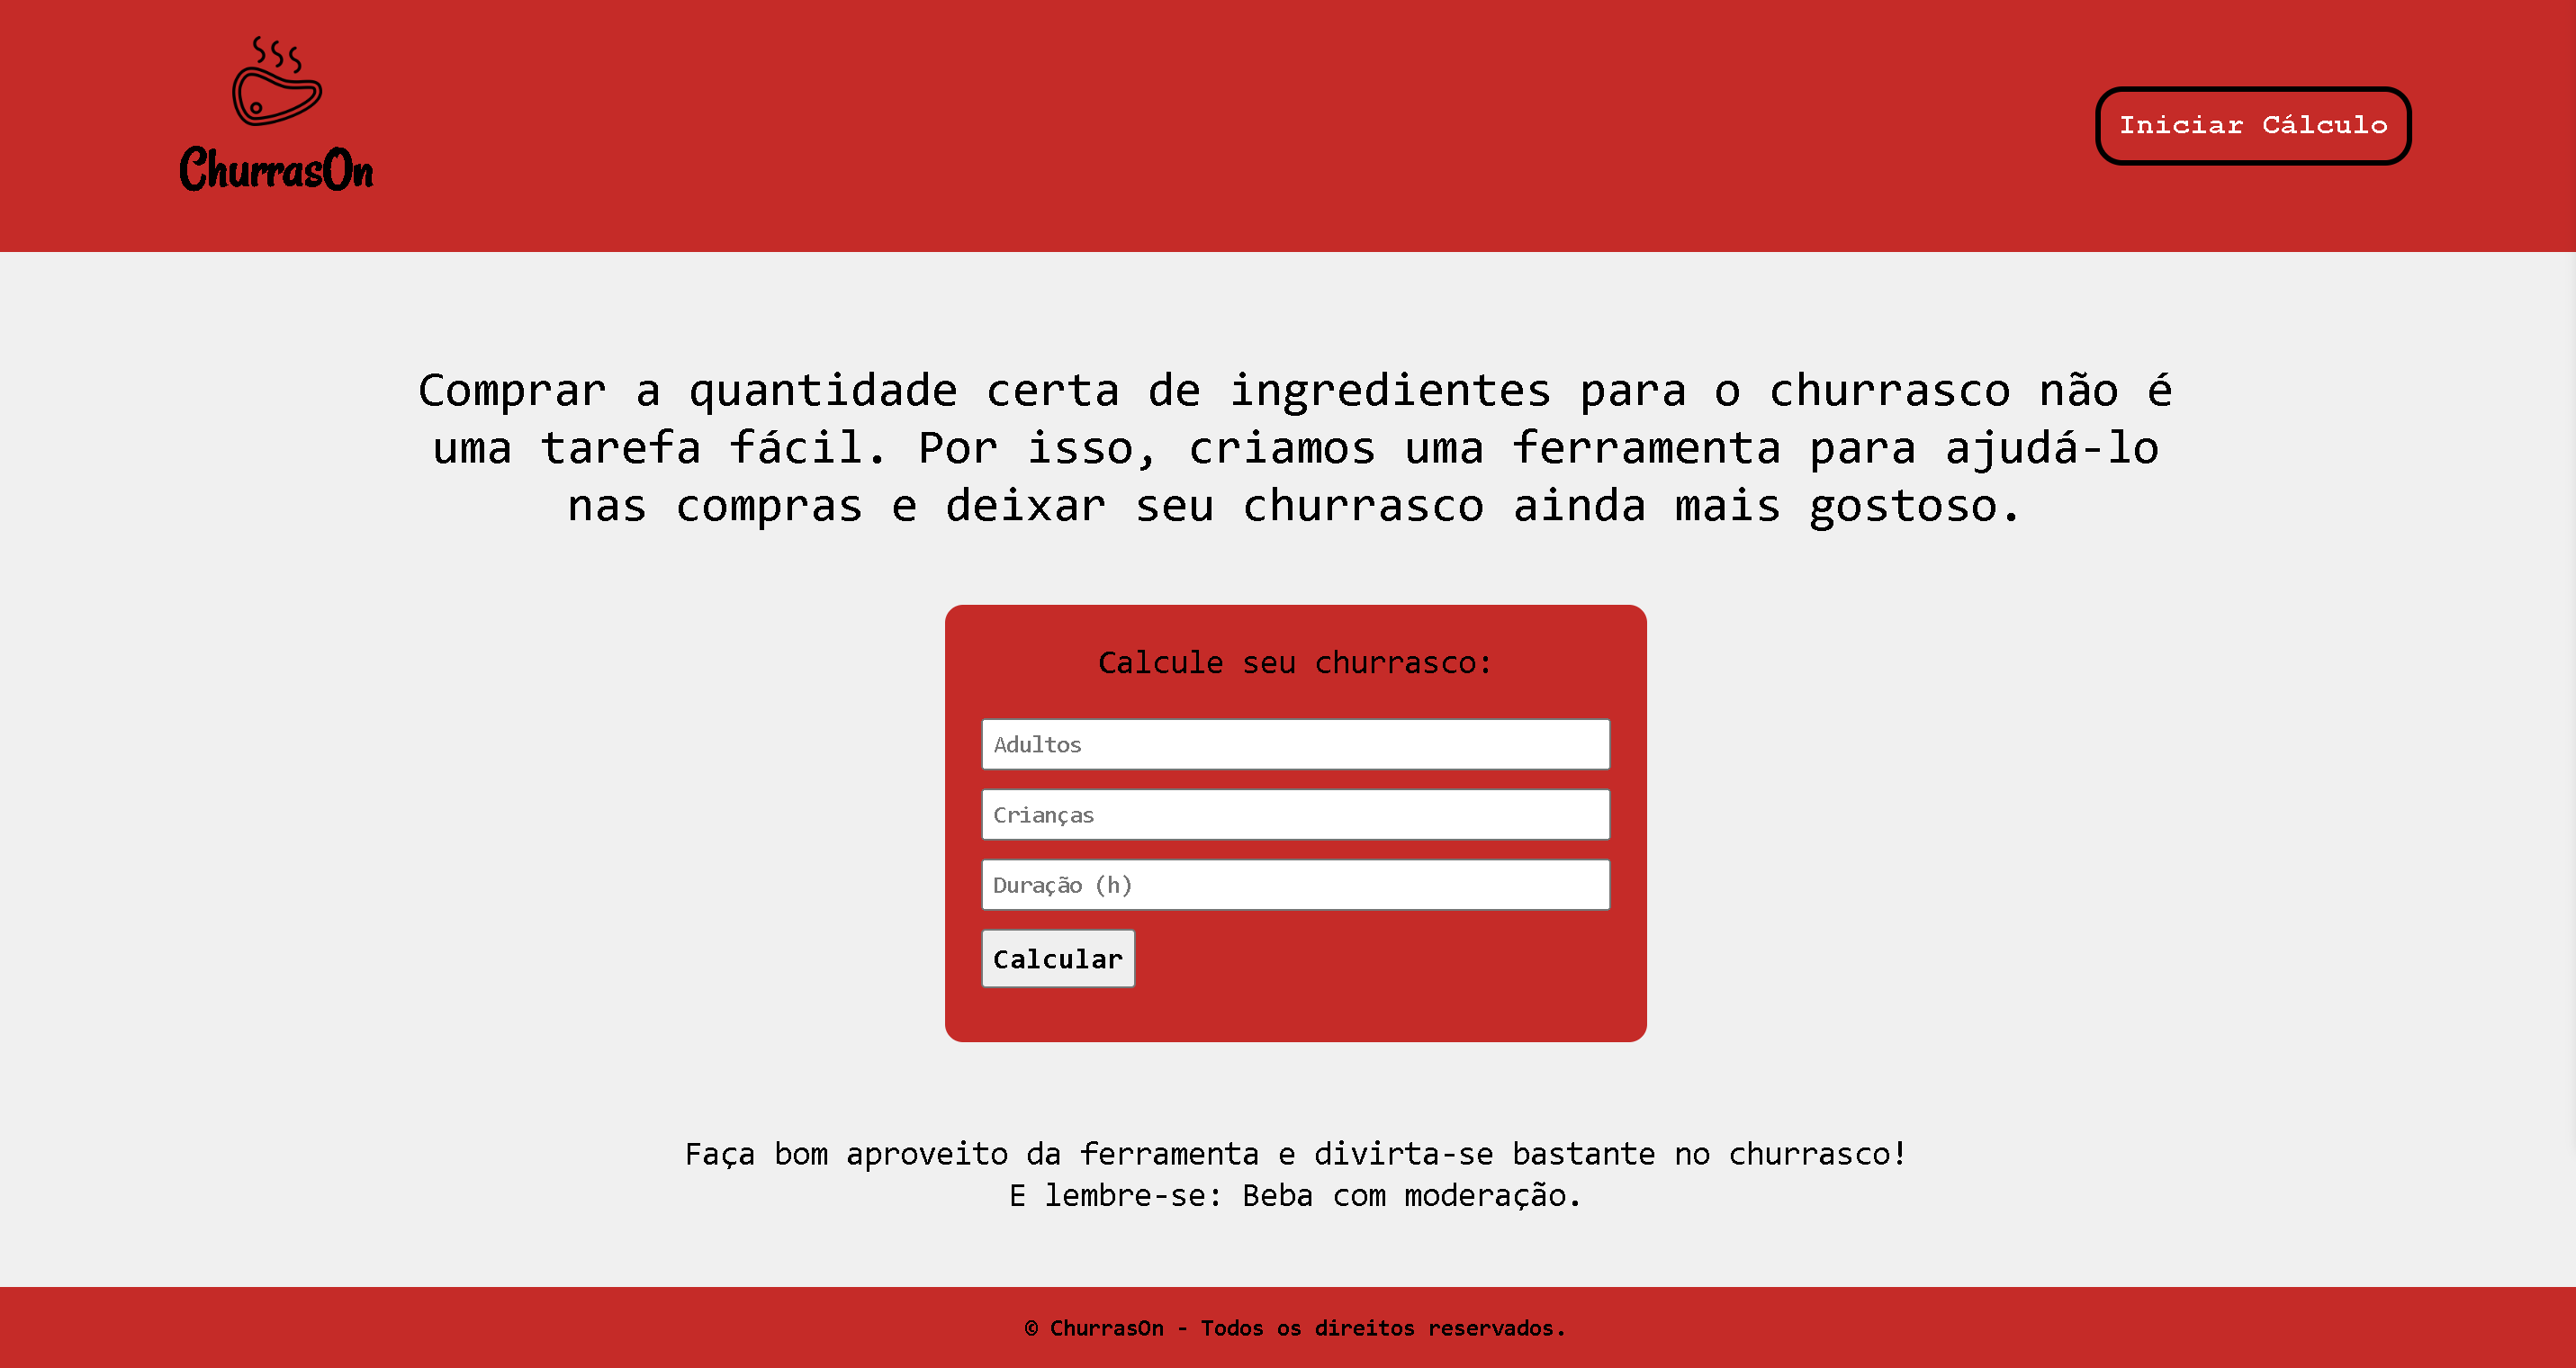 ChurrasOn
Iniciar Cálculo
Comprar a quantidade certa de ingredientes para o churrasco não é
uma tarefa fácil. Por isso, criamos uma ferramenta para ajudá-lo
nas compras e deixar seu churrasco ainda mais gostoso.
Calcule seu churrasco:
Adultos
Crianças
Duração (h)
Calcular
Faça bom aproveito da ferramenta e divirta-se bastante no churrasco!
E lembre-se: Beba com moderação.
© ChurrasOn - Todos os direitos reservados.